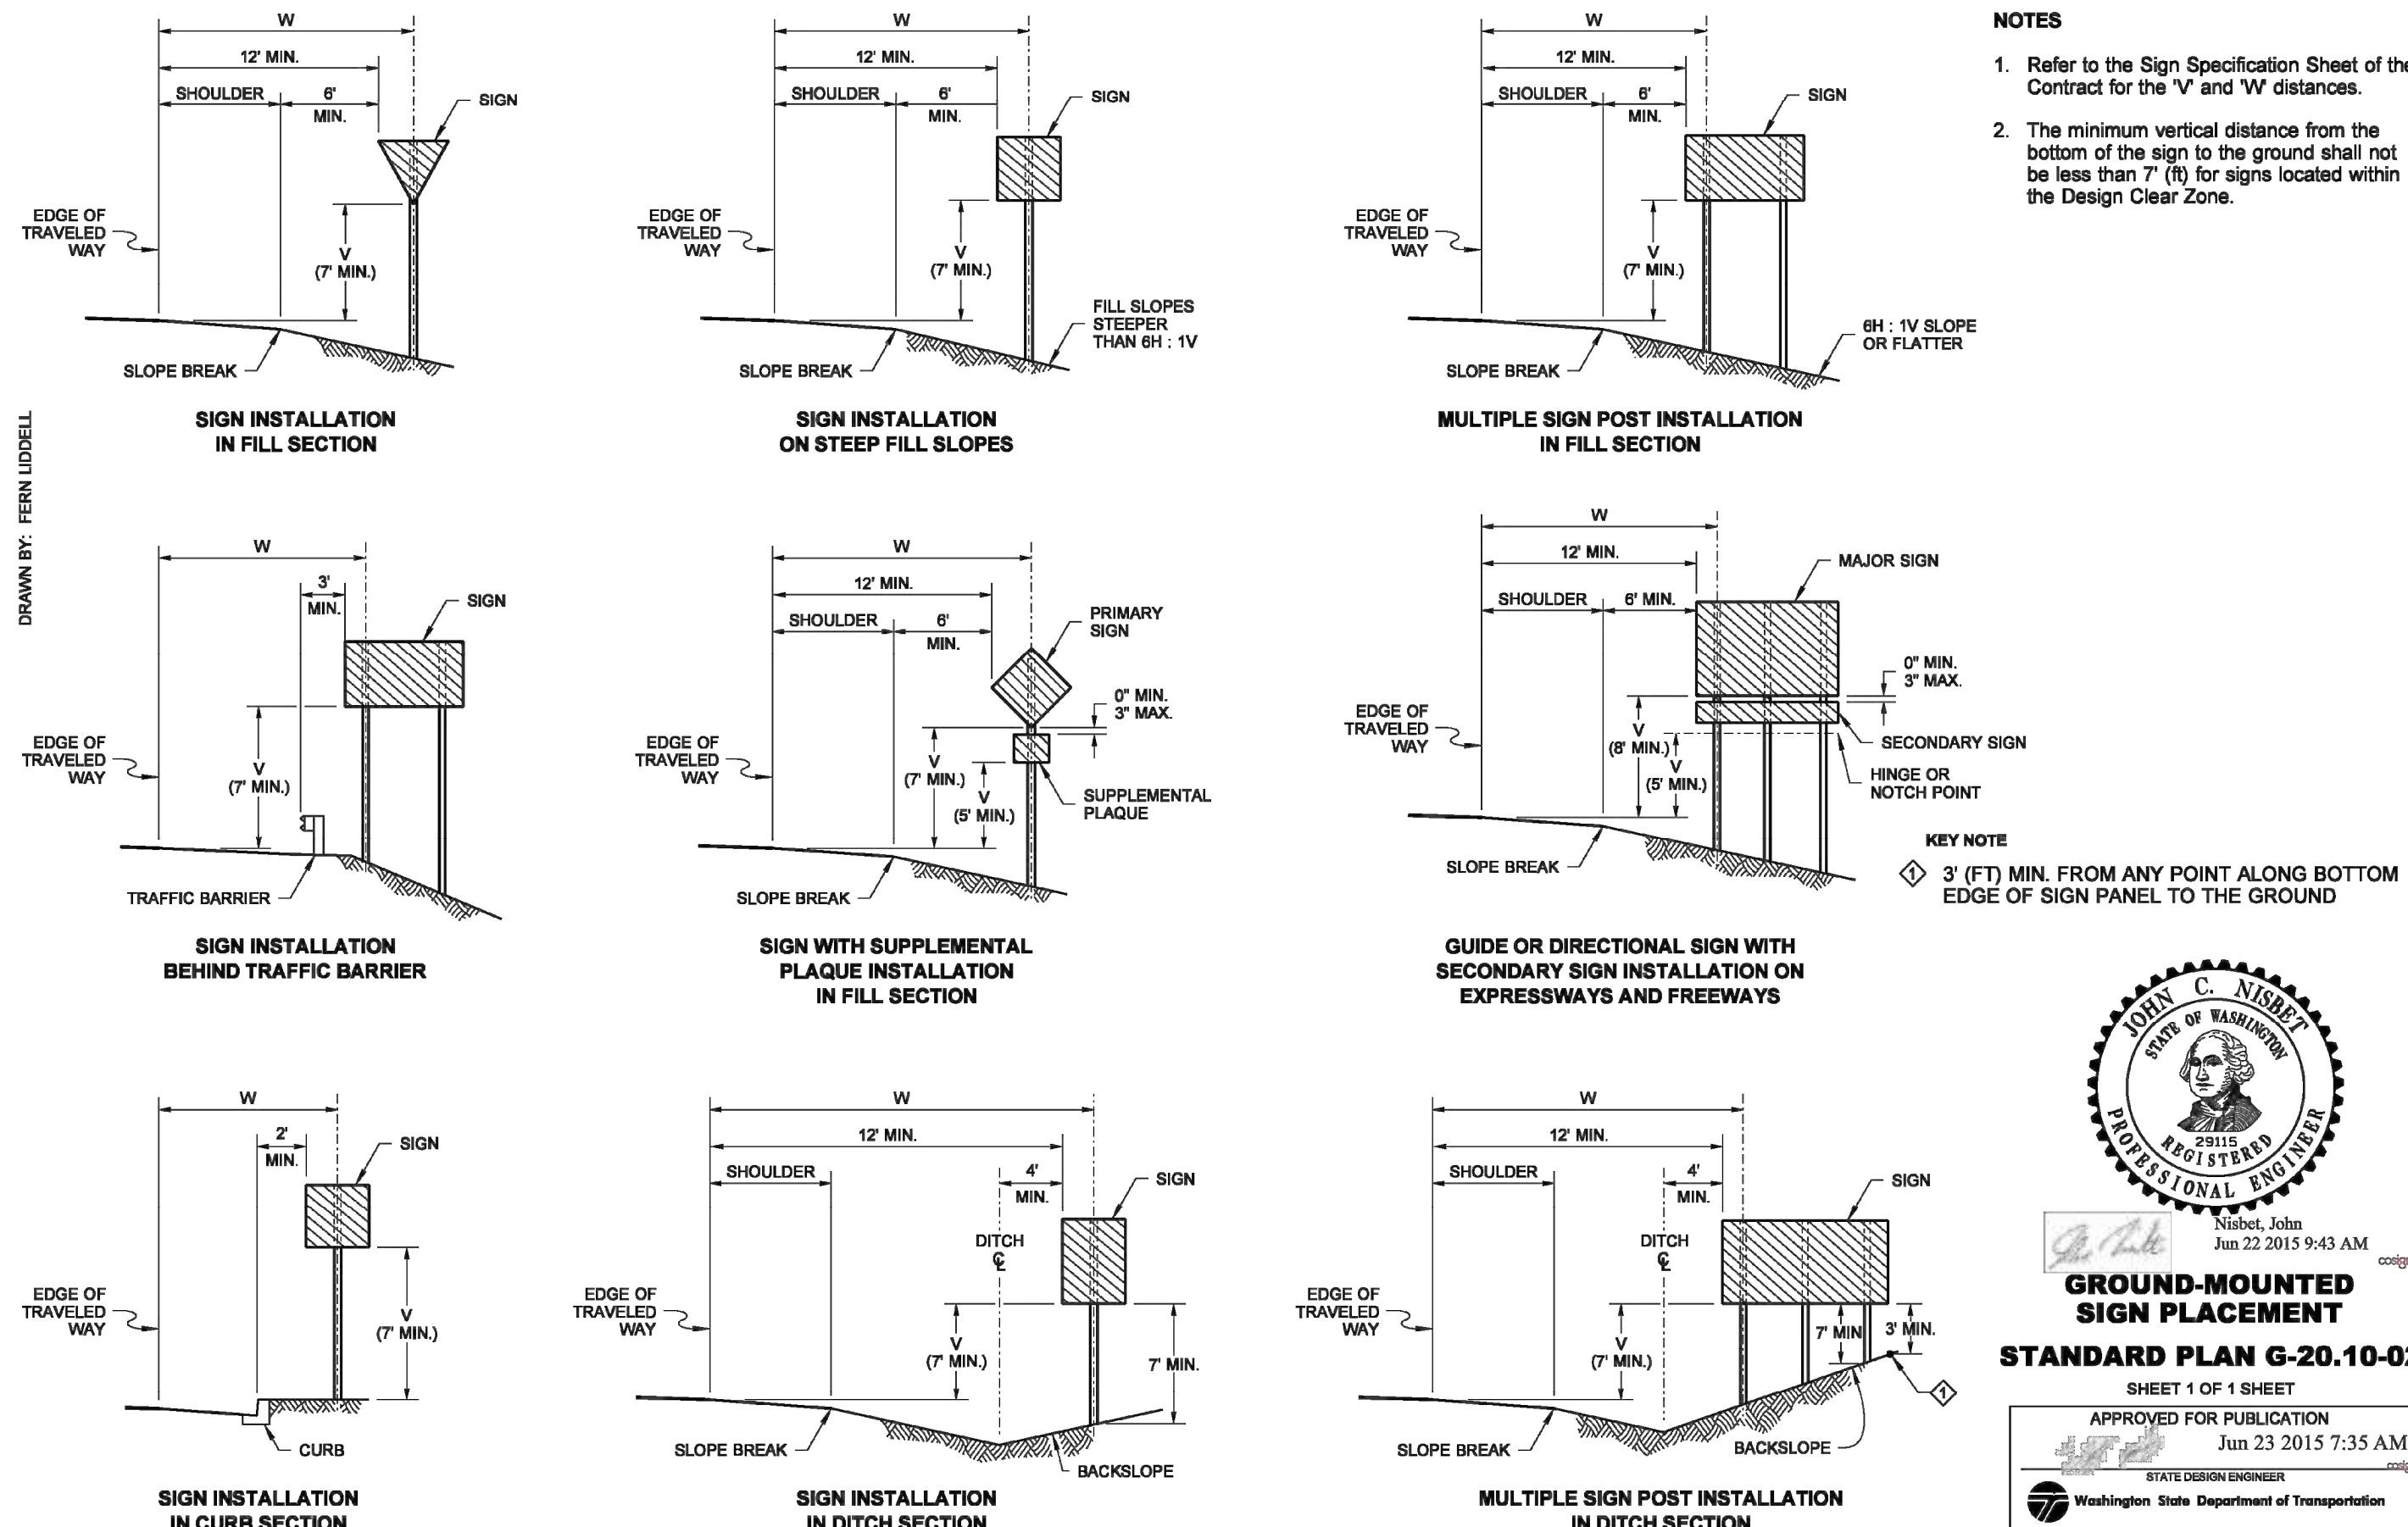 W
12' MIN.
SHOULDER
6'
MIN.
SIGN
EDGE OF
TRAVELED
WAY
V
(7' MIN.)
SLOPE BREAK
SIGN INSTALLATION
IN FILL SECTION
W
12' MIN.
SHOULDER
6'
MIN.
SIGN
EDGE OF
TRAVELED
WAY
V
(7' MIN.)
FILL SLOPES
STEEPER
THAN 6H : 1V
SLOPE BREAK
SIGN INSTALLATION
ON STEEP FILL SLOPES
W
12' MIN.
SHOULDER
6'
MIN.
SIGN
EDGE OF
TRAVELED
WAY
V
(7' MIN.)
6H : 1V SLOPE
OR FLATTER
SLOPE BREAK
MULTIPLE SIGN POST INSTALLATION
IN FILL SECTION
NOTES
1. Refer to the Sign Specification Sheet of the
Contract for the 'V' and 'W' distances.
2. The minimum vertical distance from the
bottom of the sign to the ground shall not
be less than 7' (ft) for signs located within
the Design Clear Zone.
DRAWN BY: FERN LIDDELL
W
3'
MIN.
SIGN
EDGE OF
TRAVELED
WAY
V
(7' MIN.)
TRAFFIC BARRIER
SIGN INSTALLATION
BEHIND TRAFFIC BARRIER
W
12' MIN.
SHOULDER
6'
MIN.
PRIMARY
SIGN
0" MIN.
3" MAX.
EDGE OF
TRAVELED
WAY
V
(7' MIN.)
V
(5' MIN.)
SUPPLEMENTAL
PLAQUE
SLOPE BREAK
SIGN WITH SUPPLEMENTAL
PLAQUE INSTALLATION
IN FILL SECTION
W
12' MIN.
SHOULDER
6' MIN.
MAJOR SIGN
0" MIN.
3" MAX.
EDGE OF
TRAVELED
WAY
V
(8' MIN.)
V
(5' MIN.)
SECONDARY SIGN
HINGE OR
NOTCH POINT
SLOPE BREAK
GUIDE OR DIRECTIONAL SIGN WITH
SECONDARY SIGN INSTALLATION ON
EXPRESSWAYS AND FREEWAYS
KEY NOTE
1 3' (FT) MIN. FROM ANY POINT ALONG BOTTOM
EDGE OF SIGN PANEL TO THE GROUND
W
2'
MIN.
SIGN
EDGE OF
TRAVELED
WAY
V
(7' MIN.)
CURB
SIGN INSTALLATION
IN CURB SECTION
W
12' MIN.
SHOULDER
4'
MIN.
SIGN
DITCH
℄
EDGE OF
TRAVELED
WAY
V
(7' MIN.)
7' MIN.
SLOPE BREAK
BACKSLOPE
SIGN INSTALLATION
IN DITCH SECTION
W
12' MIN.
SHOULDER
4'
MIN.
SIGN
DITCH
℄
EDGE OF
TRAVELED
WAY
V
(7' MIN.)
7' MIN
3' MIN.
1
SLOPE BREAK
BACKSLOPE
MULTIPLE SIGN POST INSTALLATION
IN DITCH SECTION
JOHN C. NISBET
STATE OF WASHINGTON
29115
REGISTERED
PROFESSIONAL ENGINEER
Nisbet, John
Jun 22 2015 9:43 AM
GROUND-MOUNTED
SIGN PLACEMENT
STANDARD PLAN G-20.10-02
SHEET 1 OF 1 SHEET
APPROVED FOR PUBLICATION
Jun 23 2015 7:35 AM
STATE DESIGN ENGINEER
Washington State Department of Transportation